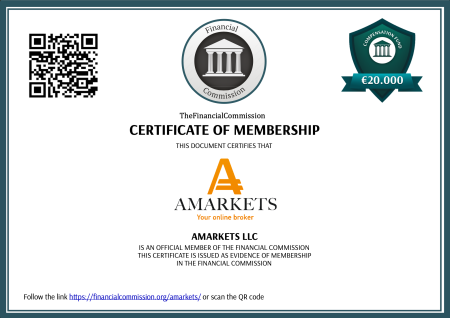 Financial
Commission
COMPENSATION FUND
€20.000
TheFinancialCommission
CERTIFICATE OF MEMBERSHIP
THIS DOCUMENT CERTIFIES THAT
AMARKETS
Your online broker
AMARKETS LLC
IS AN OFFICIAL MEMBER OF THE FINANCIAL COMMISSION
THIS CERTIFICATE IS ISSUED AS EVIDENCE OF MEMBERSHIP
IN THE FINANCIAL COMMISSION
Follow the link https://financialcommission.org/amarkets/ or scan the QR code